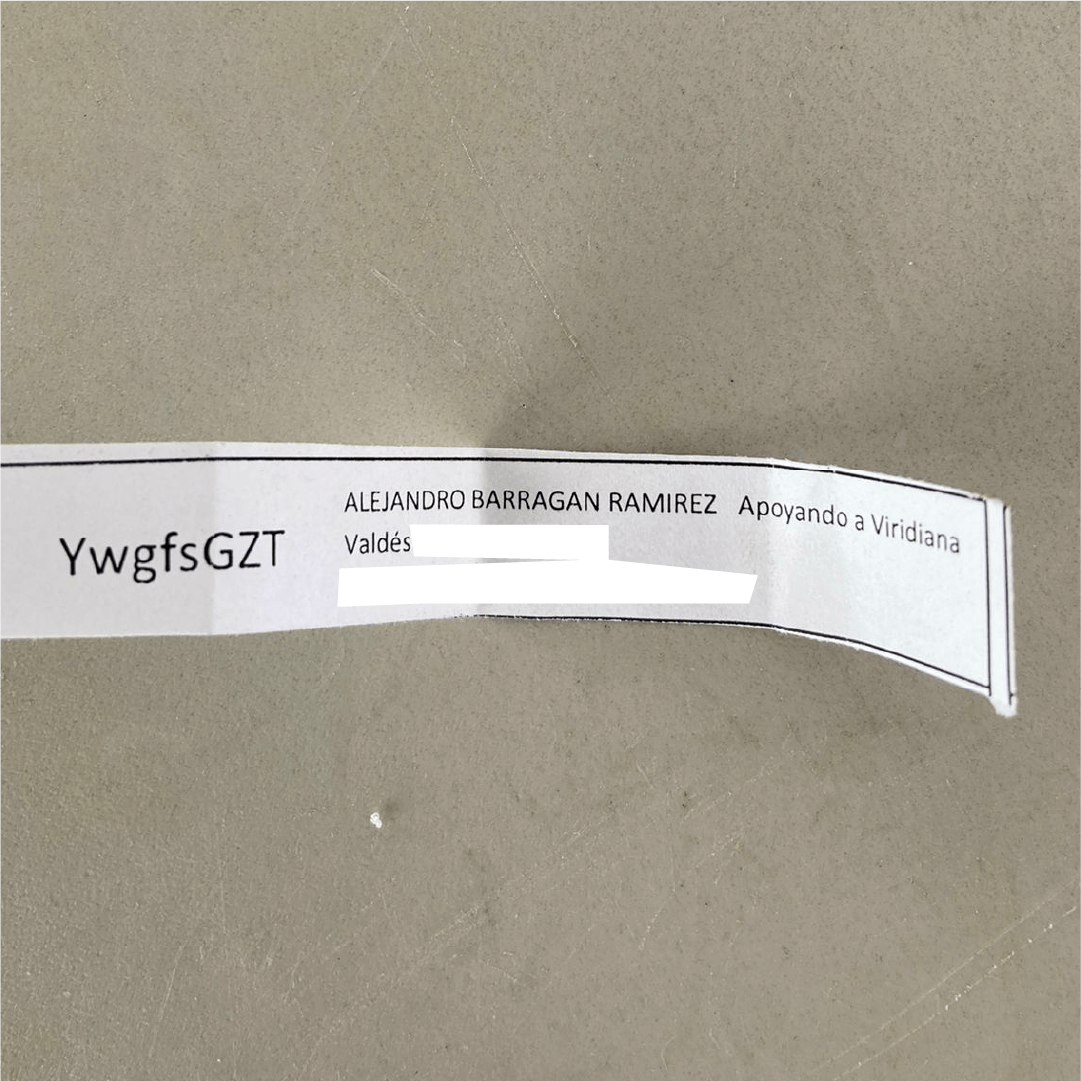 YwgfsGZT
ALEJANDRO BARRAGAN RAMIREZ Apoyando a Viridiana
Valdés